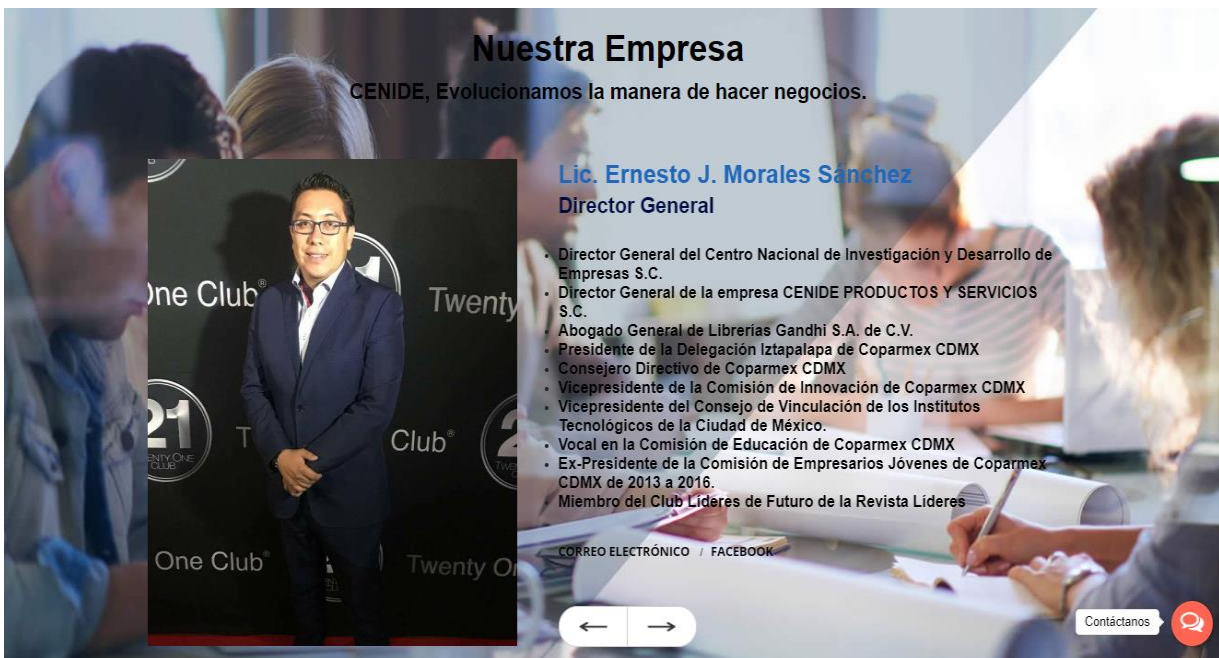 Nuestra Empresa
CENIDE, Evolucionamos la manera de hacer negocios.
Lic. Ernesto J. Morales Sánchez
Director General
Director General del Centro Nacional de Investigación y Desarrollo de
Empresas S.C.
Director General de la empresa CENIDE PRODUCTOS Y SERVICIOS
S.C.
Abogado General de Librerías Gandhi S.A. de C.V.
Presidente de la Delegación Iztapalapa de Coparmex CDMX
Consejero Directivo de Coparmex CDMX
Vicepresidente de la Comisión de Innovación de Coparmex CDMX
Vicepresidente del Consejo de Vinculación de los Institutos
Tecnológicos de la Ciudad de México.
Vocal en la Comisión de Educación de Coparmex CDMX
Ex-Presidente de la Comisión de Empresarios Jóvenes de Coparmex
CDMX de 2013 a 2016.
Miembro del Club Líderes de Futuro de la Revista Líderes
CORREO ELECTRÓNICO / FACEBOOK
One Club® 21 Twenty
21 Club® 2
TWENTY ONE
CLUB
One Club® Twenty
Contáctanos